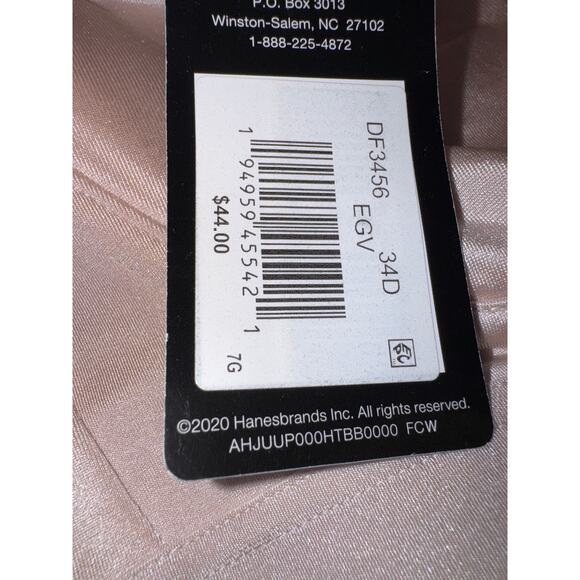 P.O. Box 3013
Winston-Salem, NC 27102
1-888-225-4872
DF3456 34D
EGV
1 94959 45542 1
$44.00
7G
©2020 Hanesbrands Inc. All rights reserved.
AHJUUP000HTBB0000 FCW